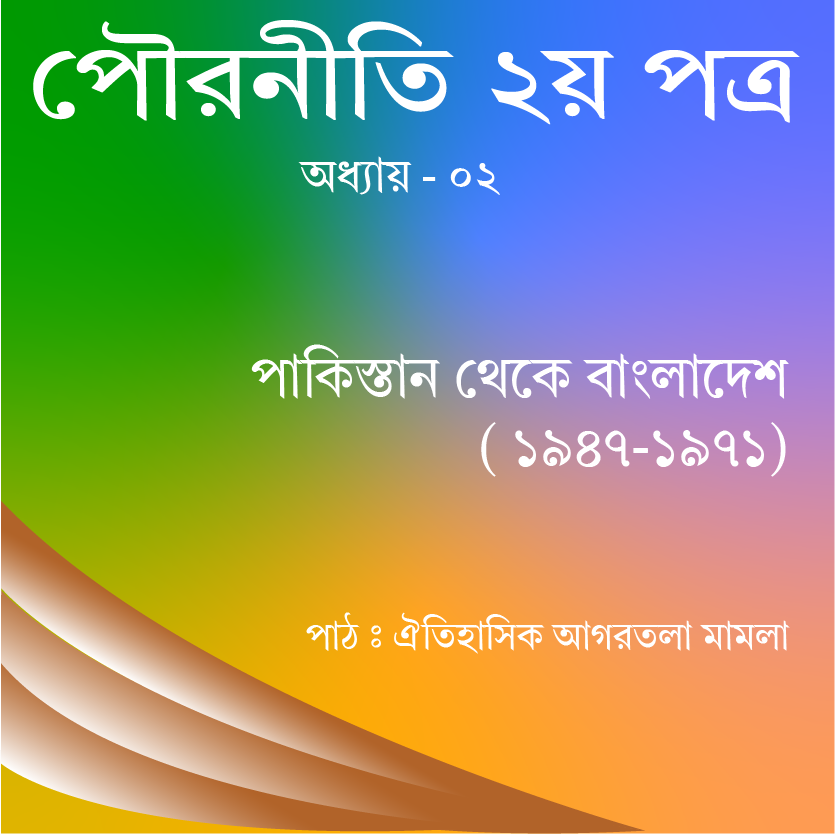 পৌরনীতি ২য় পত্র
অধ্যায় - ০২
পাকিস্তান থেকে বাংলাদেশ
( ১৯৪৭-১৯৭১)
পাঠ ঃ ঐতিহাসিক আগরতলা মামলা